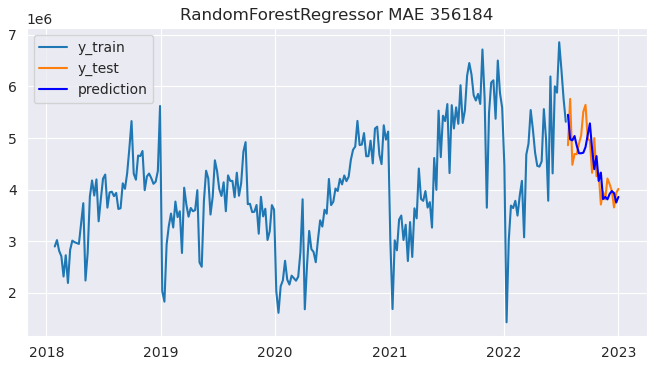 RandomForestRegressor MAE 356184
1e6
7
6
5
4
3
2
y_train
y_test
prediction
2018 2019 2020 2021 2022 2023